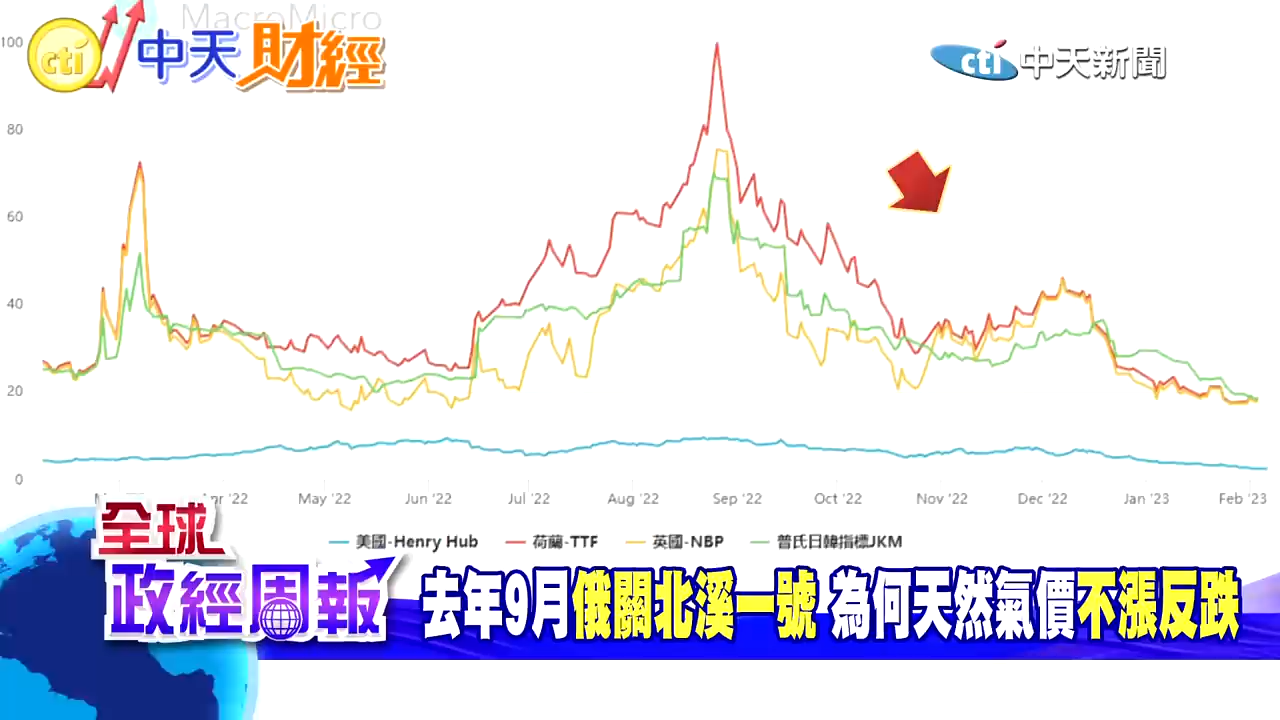 MacroMicro
cti 中天財經
cti 中天新聞
100
80
60
40
20
0
Apr '22 May '22 Jun '22 Jul '22 Aug '22 Sep '22 Oct '22 Nov '22 Dec '22 Jan '23 Feb '23
美國-Henry Hub 荷蘭-TTF 英國-NBP 普氏日韓指標JKM
全球
政經周報
去年9月俄關北溪一號 為何天然氣價不漲反跌